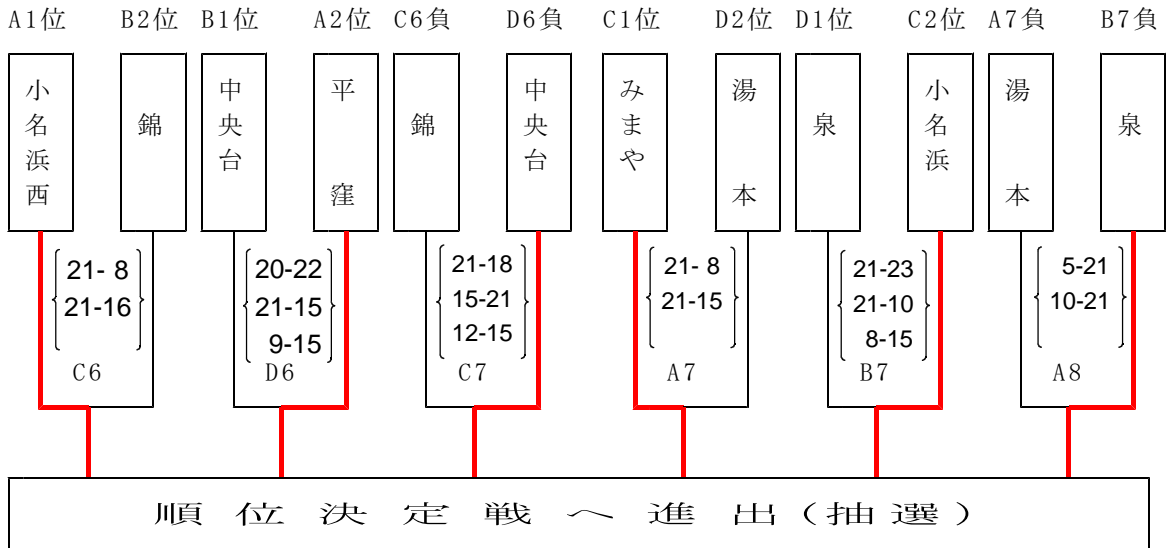 A1位 B2位 B1位 A2位 C6負 D6負 C1位 D2位 D1位 C2位 A7負 B7負
小名浜西 錦 中央台 平窪 錦 中央台 みまや 湯本 泉 小名浜 湯本 泉
21- 8 20-22 21-18 21- 8 21-23 5-21
21-16 21-15 15-21 21-15 21-10 10-21
9-15 12-15 8-15
C6 D6 C7 A7 B7 A8
順位決定戦へ進出(抽選)